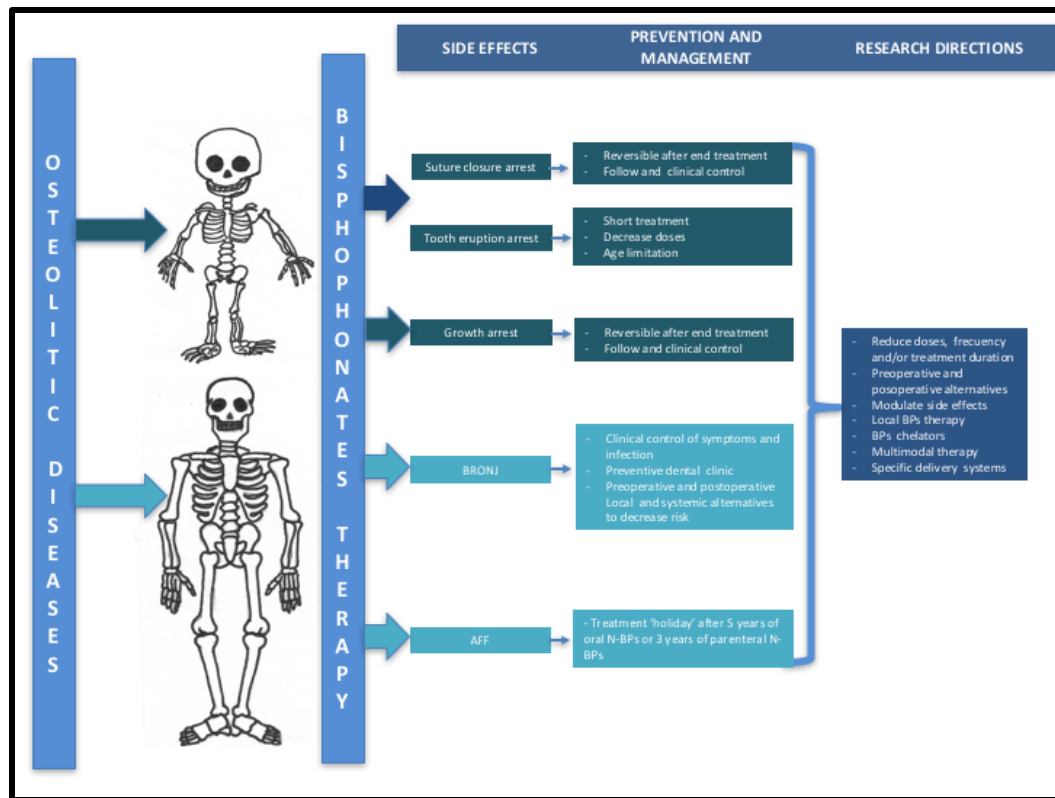 SIDE EFFECTS
PREVENTION AND
MANAGEMENT
RESEARCH DIRECTIONS
OSTEOLITIC DISEASES
BISPHOPHONATES THERAPY
Suture closure arrest
- Reversible after end treatment
- Follow and clinical control
Tooth eruption arrest
- Short treatment
- Decrease doses
- Age limitation
Growth arrest
- Reversible after end treatment
- Follow and clinical control
BRONJ
- Clinical control of symptoms and
infection
- Preventive dental clinic
- Preoperative and postoperative
Local and systemic alternatives
to decrease risk
AFF
- Treatment 'holiday' after 5 years of
oral N-BPs or 3 years of parenteral N-
BPs
- Reduce doses, frecuency
and/or treatment duration
- Preoperative and
posoperative alternatives
- Modulate side effects
- Local BPs therapy
- BPs chelators
- Multimodal therapy
- Specific delivery systems